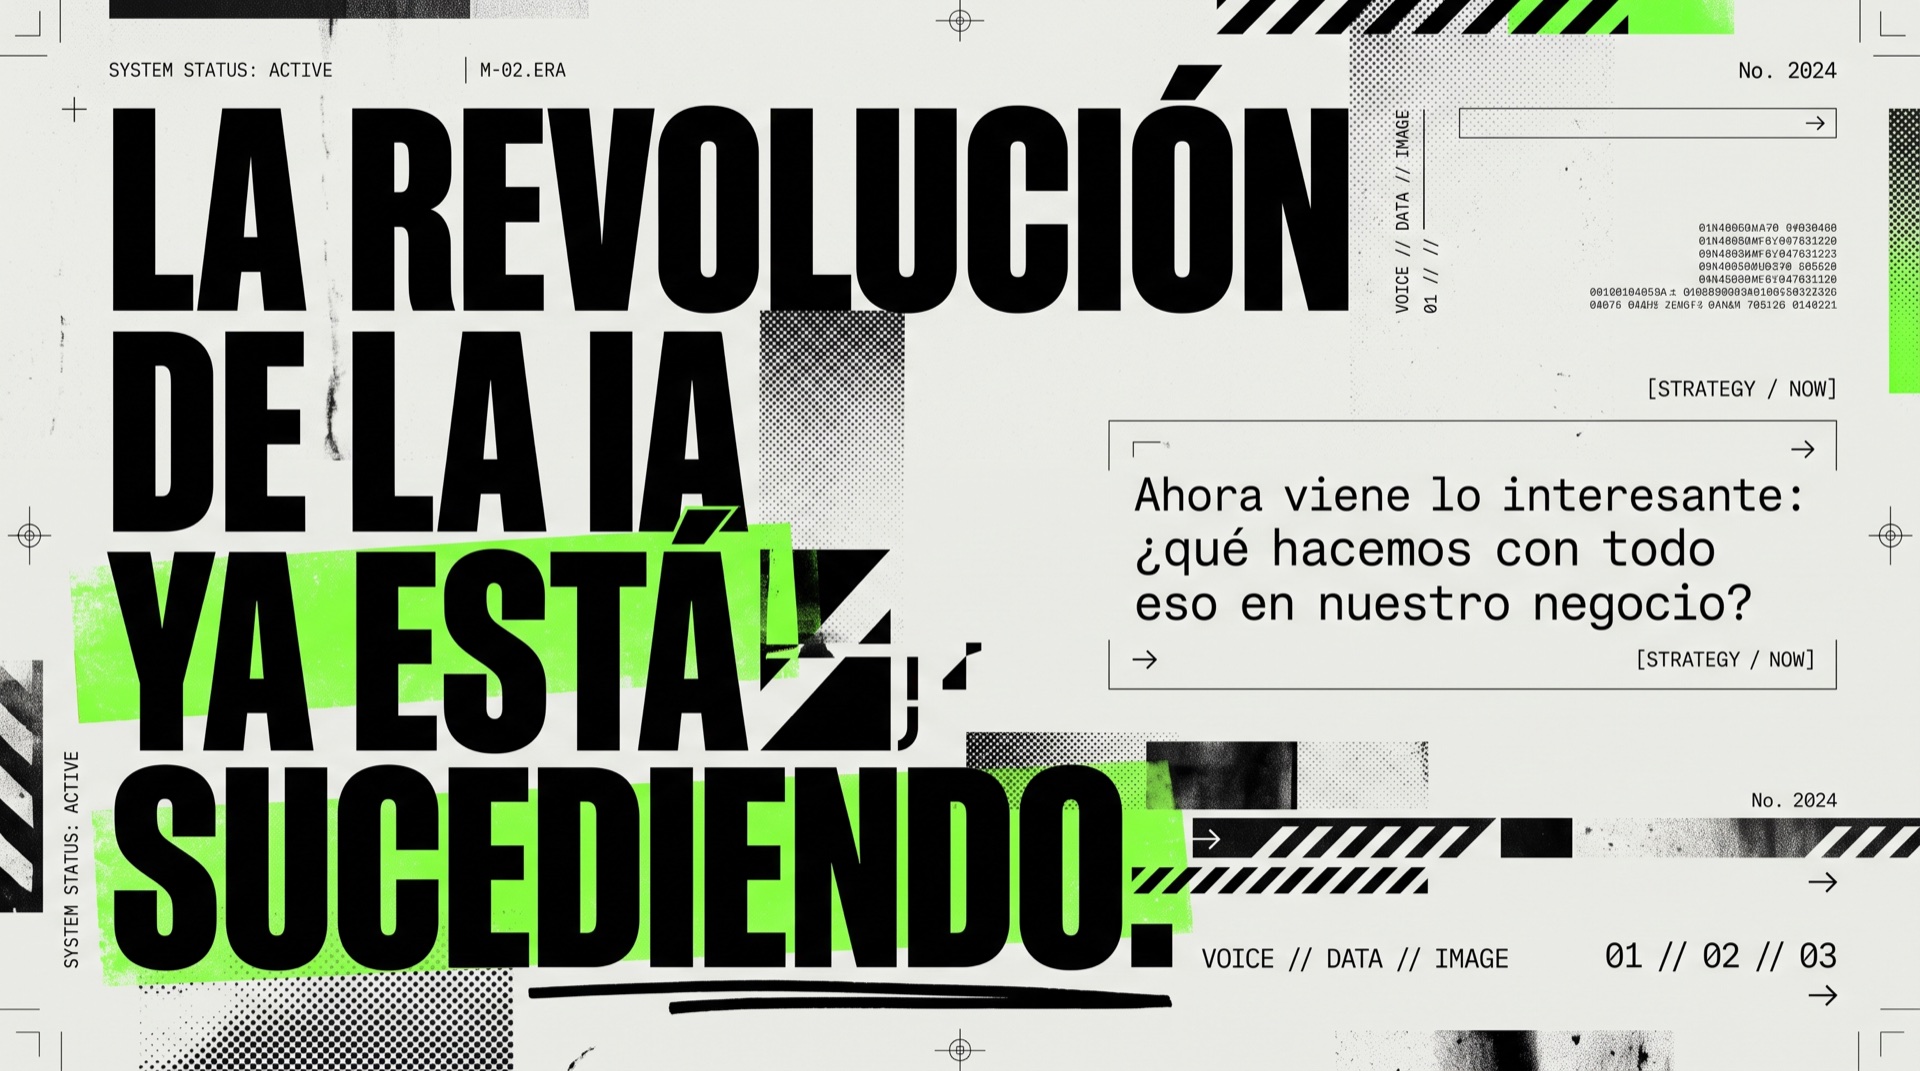 SYSTEM STATUS: ACTIVE
M-02.ERA
No. 2024
LA REVOLUCIÓN
DE LA IA
YA ESTÁ
SUCEDIENDO.
VOICE // DATA // IMAGE
01 // //
[STRATEGY / NOW]
Ahora viene lo interesante:
¿qué hacemos con todo
eso en nuestro negocio?
[STRATEGY / NOW]
SYSTEM STATUS: ACTIVE
No. 2024
VOICE // DATA // IMAGE
01 // 02 // 03